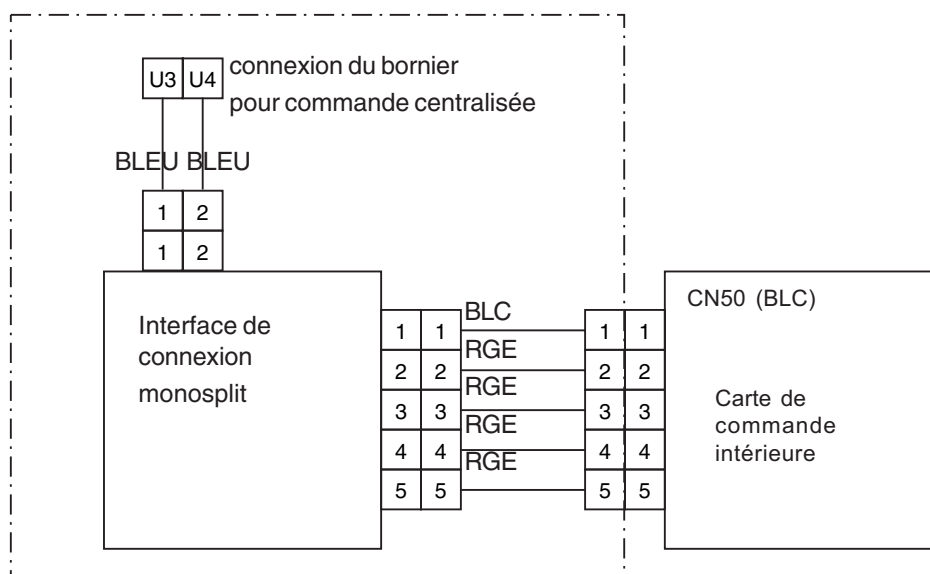 U3 U4 connexion du bornier
pour commande centralisée
BLEU BLEU
1 2
1 2
Interface de
connexion
monosplit
CN50 (BLC)
Carte de
commande
intérieure
BLC
1 1 1 1
RGE
2 2 2 2
RGE
3 3 3 3
RGE
4 4 4 4
RGE
5 5 5 5